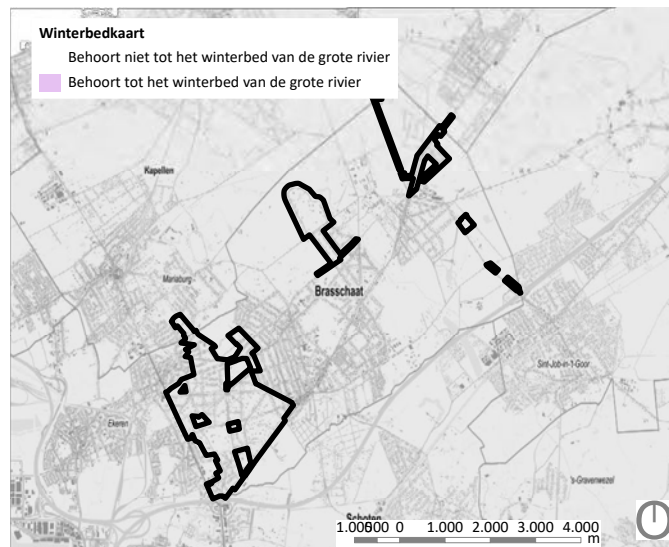 Winterbedkaart
Behoort niet tot het winterbed van de grote rivier
Behoort tot het winterbed van de grote rivier
Kapellen
Mariaburg
Brasschaat
Sint-Job-in-'t-Goor
Ekeren
's-Gravenwezel
Schoten
1.000500 0 1.000 2.000 3.000 4.000
m